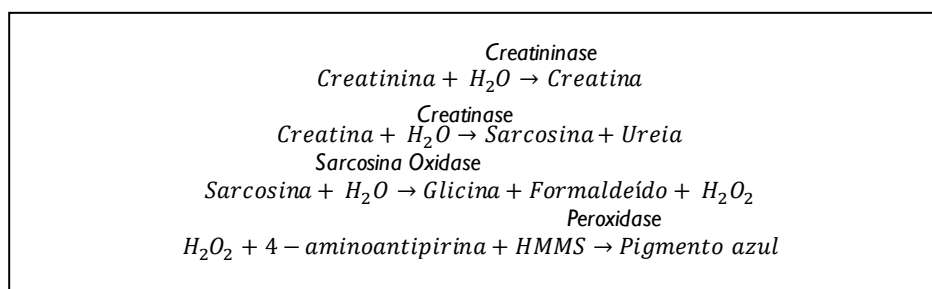 Creatininase
Creatinina + H₂O → Creatina
Creatinase
Creatina + H₂O → Sarcosina + Ureia
Sarcosina Oxidase
Sarcosina + H₂O → Glicina + Formaldeído + H₂O₂
Peroxidase
H₂O₂ + 4 − aminoantipirina + HMMS → Pigmento azul